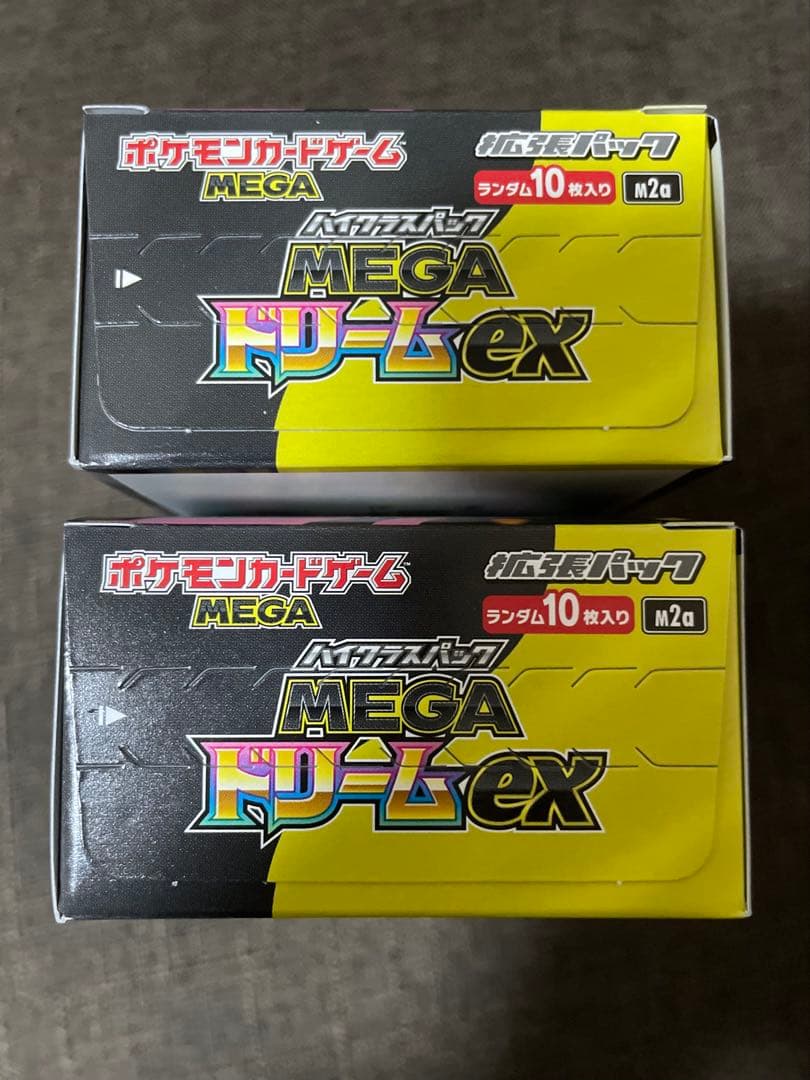 ポケモンカードゲーム
MEGA
拡張パック
ランダム10枚入り
M2a
ハイクラスパック
MEGA
ドリームex
ポケモンカードゲーム
MEGA
拡張パック
ランダム10枚入り
M2a
ハイクラスパック
MEGA
ドリームex